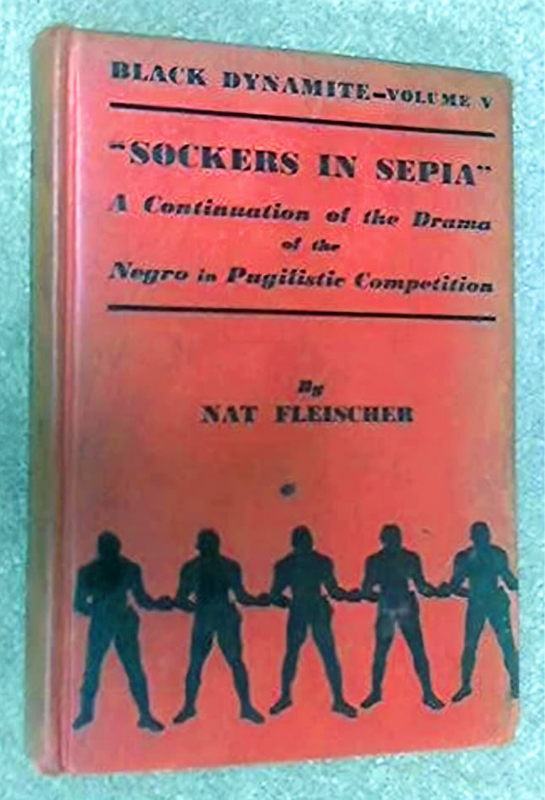 BLACK DYNAMITE—VOLUME V
"SOCKERS IN SEPIA"
A Continuation of the Drama
of the
Negro in Pugilistic Competition
By
NAT FLEISCHER